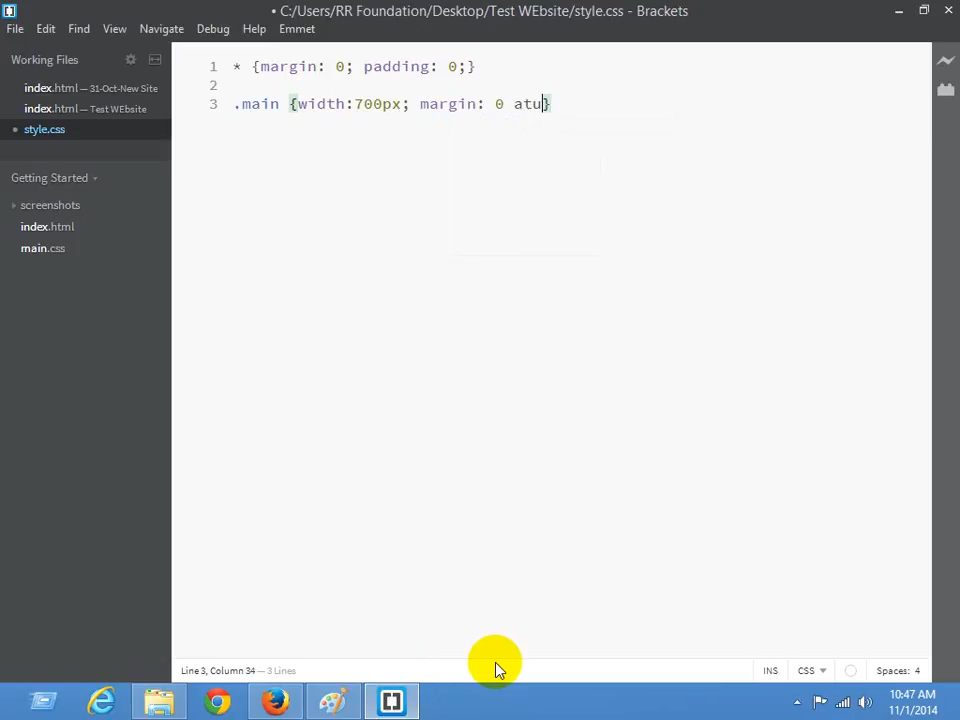 • C:/Users/RR Foundation/Desktop/Test WEbsite/style.css - Brackets
File Edit Find View Navigate Debug Help Emmet
Working Files
index.html — 31-Oct-New Site
index.html — Test WEbsite
• style.css
Getting Started
screenshots
index.html
main.css
1 * {margin: 0; padding: 0;}
2
3 .main {width:700px; margin: 0 atu}
Line 3, Column 34 — 3 Lines
INS CSS Spaces: 4
10:47 AM
11/1/2014